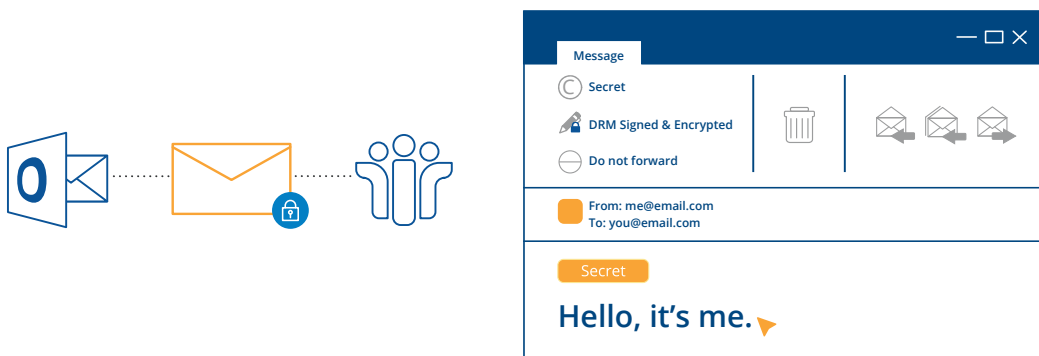 O
Message
C Secret
DRM Signed & Encrypted
Do not forward
From: me@email.com
To: you@email.com
Secret
Hello, it’s me.